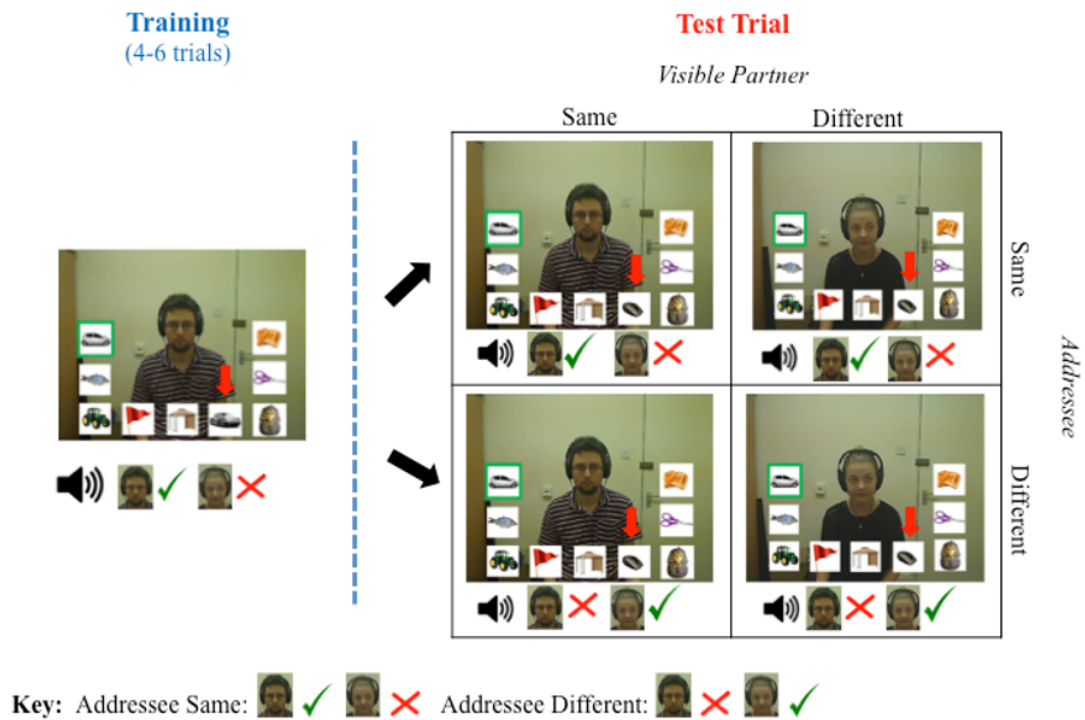 Training
(4-6 trials)
Test Trial
Visible Partner
Same
Different
Same
Different
Addressee
Key: Addressee Same:
Addressee Different: